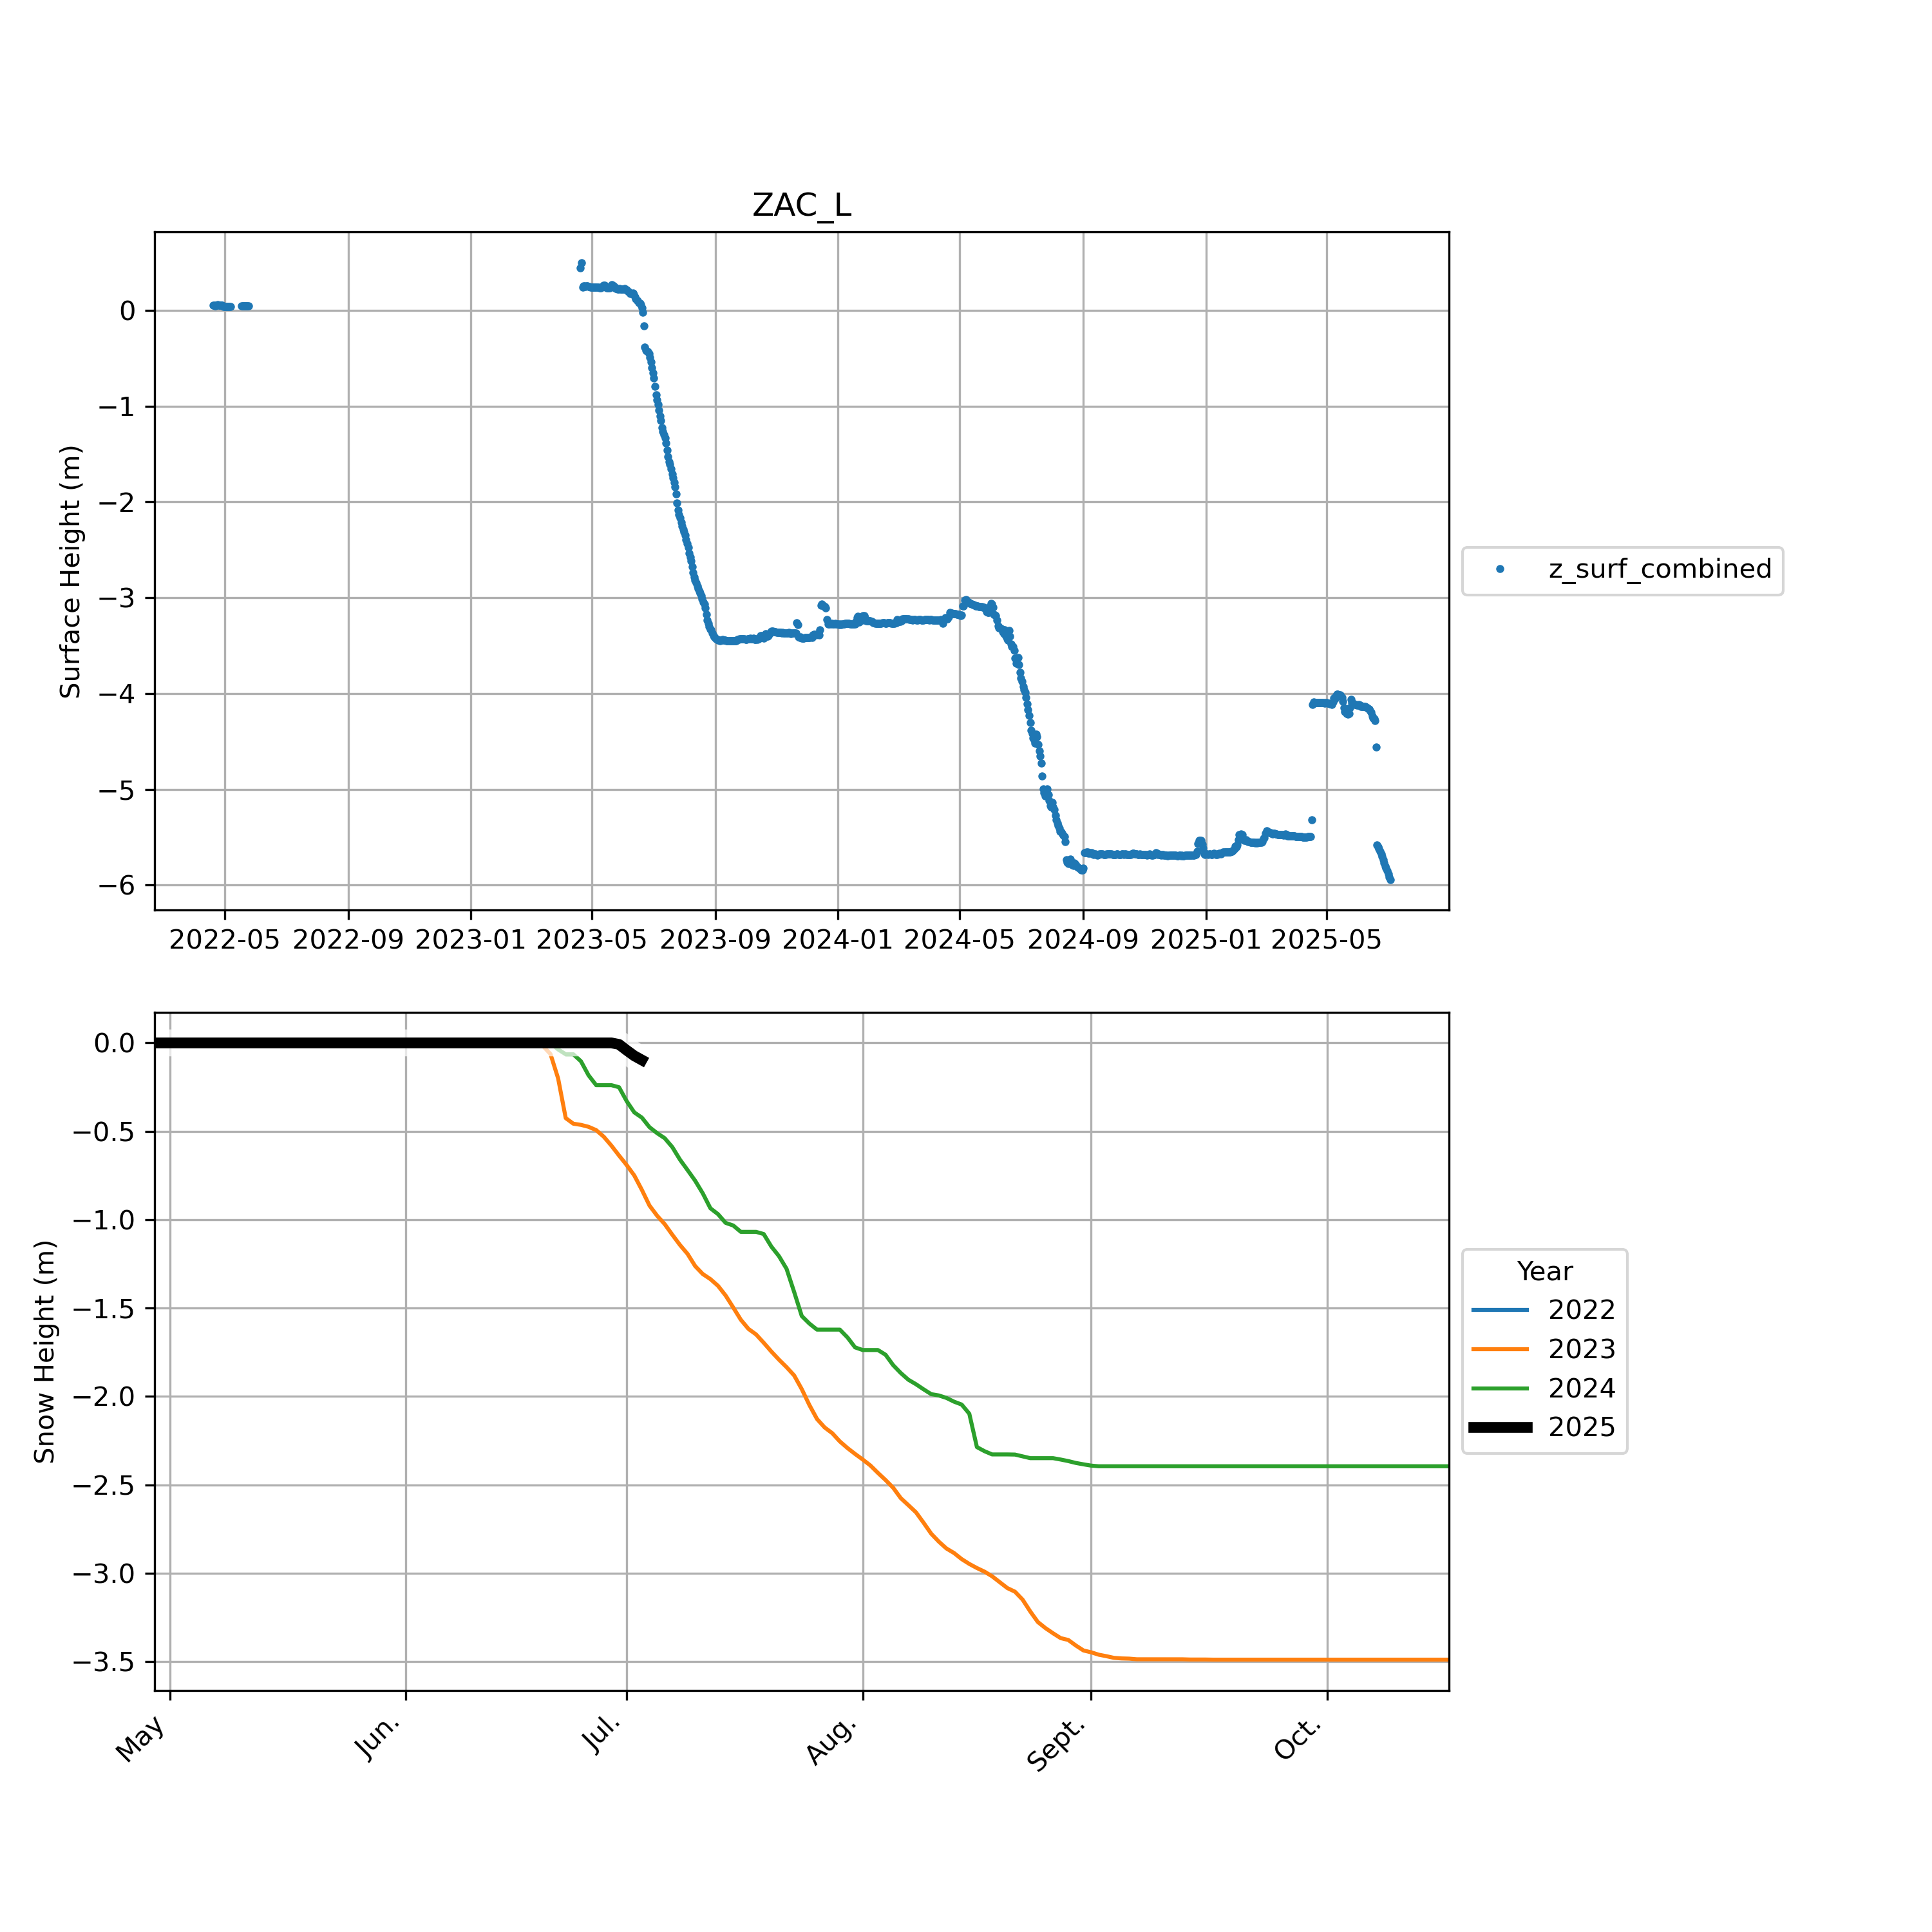 ZAC_L
Surface Height (m)
0
−1
−2
−3
−4
−5
−6
2022-05 2022-09 2023-01 2023-05 2023-09 2024-01 2024-05 2024-09 2025-01 2025-05
z_surf_combined
Snow Height (m)
0.0
−0.5
−1.0
−1.5
−2.0
−2.5
−3.0
−3.5
May Jun. Jul. Aug. Sept. Oct.
Year
2022
2023
2024
2025